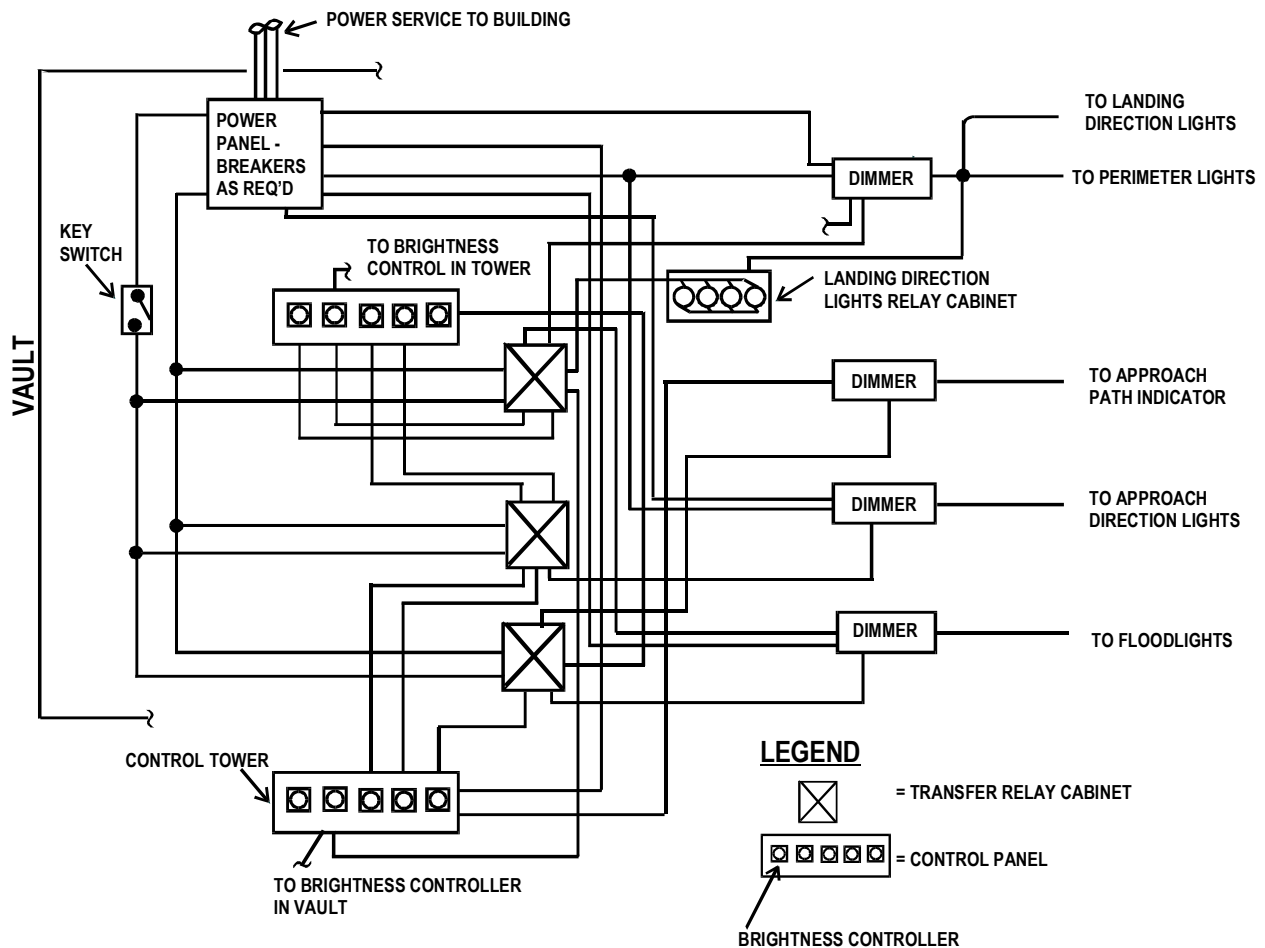 POWER SERVICE TO BUILDING
POWER
PANEL -
BREAKERS
AS REQ'D
TO LANDING
DIRECTION LIGHTS
DIMMER
TO PERIMETER LIGHTS
KEY
SWITCH
TO BRIGHTNESS
CONTROL IN TOWER
LANDING DIRECTION
LIGHTS RELAY CABINET
VAULT
DIMMER
TO APPROACH
PATH INDICATOR
DIMMER
TO APPROACH
DIRECTION LIGHTS
DIMMER
TO FLOODLIGHTS
CONTROL TOWER
TO BRIGHTNESS CONTROLLER
IN VAULT
LEGEND
= TRANSFER RELAY CABINET
= CONTROL PANEL
BRIGHTNESS CONTROLLER